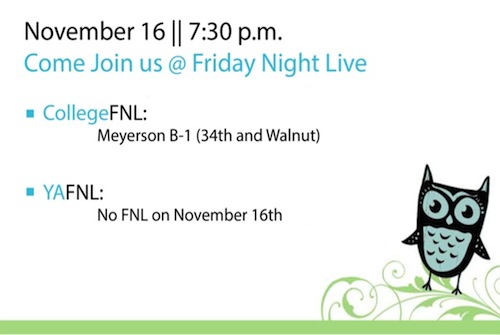 November 16 || 7:30 p.m.
Come Join us @ Friday Night Live
CollegeFNL:
Meyerson B-1 (34th and Walnut)
YAFNL:
No FNL on November 16th